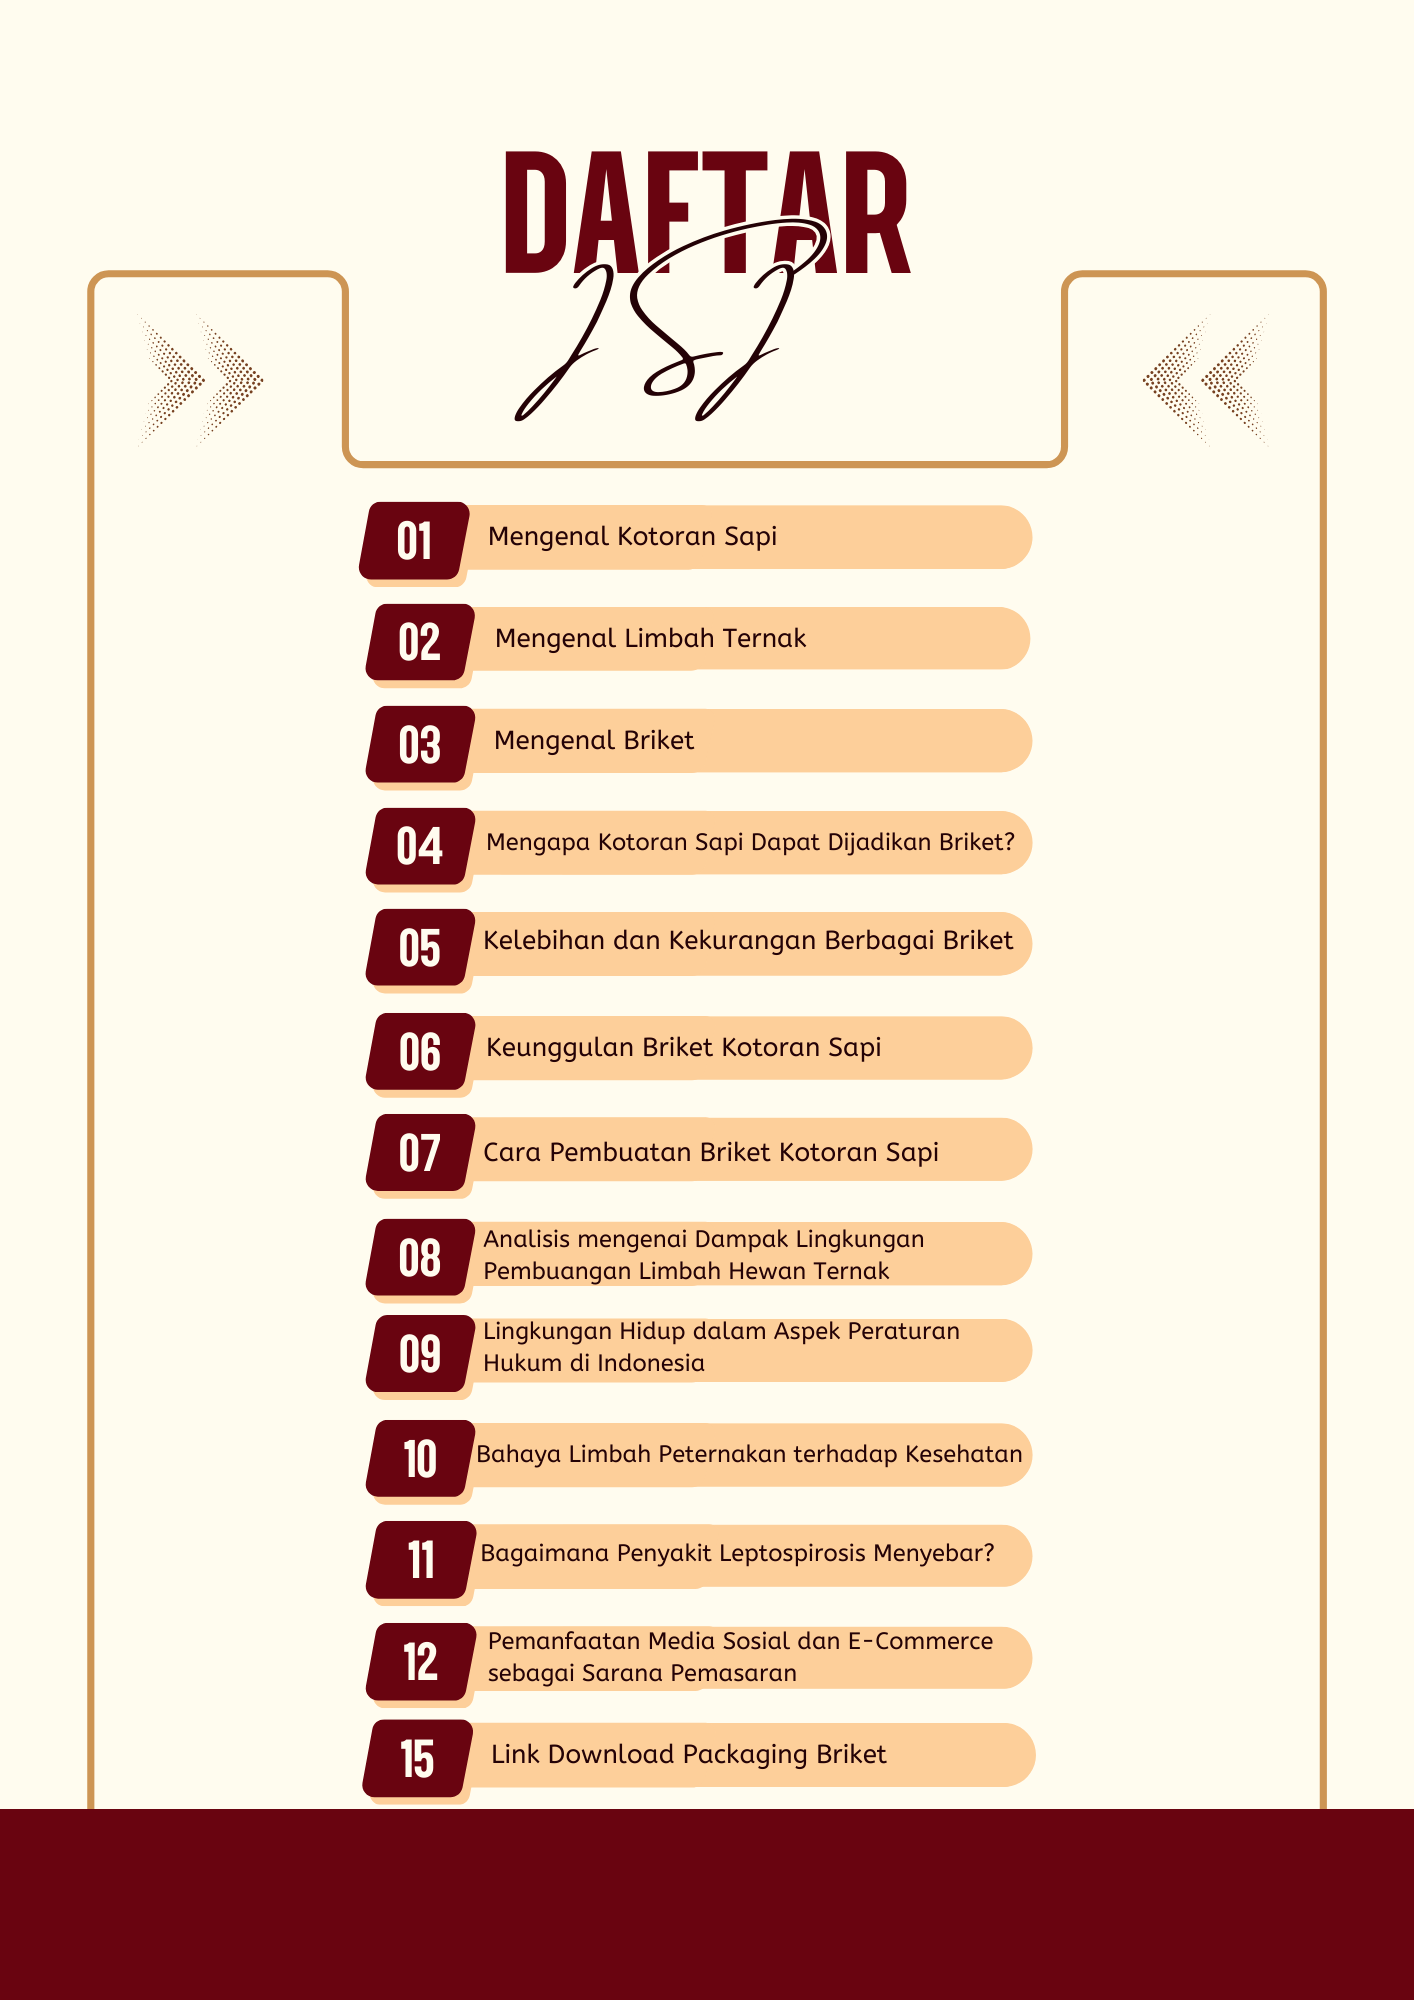 DAFTAR
ISI
01 Mengenal Kotoran Sapi
02 Mengenal Limbah Ternak
03 Mengenal Briket
04 Mengapa Kotoran Sapi Dapat Dijadikan Briket?
05 Kelebihan dan Kekurangan Berbagai Briket
06 Keunggulan Briket Kotoran Sapi
07 Cara Pembuatan Briket Kotoran Sapi
08 Analisis mengenai Dampak Lingkungan
Pembuangan Limbah Hewan Ternak
09 Lingkungan Hidup dalam Aspek Peraturan
Hukum di Indonesia
10 Bahaya Limbah Peternakan terhadap Kesehatan
11 Bagaimana Penyakit Leptospirosis Menyebar?
12 Pemanfaatan Media Sosial dan E-Commerce
sebagai Sarana Pemasaran
15 Link Download Packaging Briket